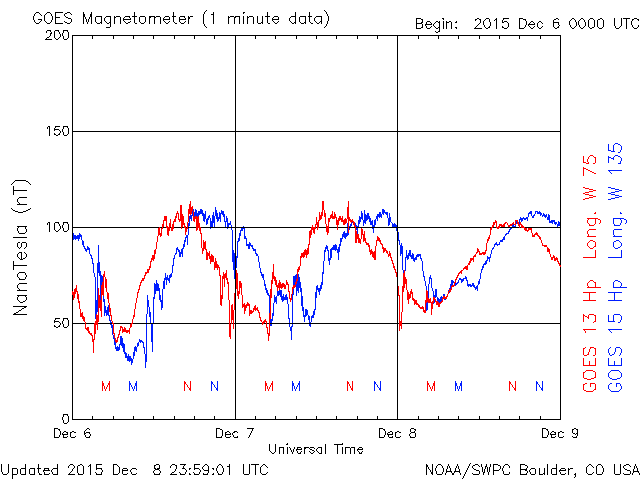 GOES Magnetometer (1 minute data)
Begin: 2015 Dec 6 0000 UTC
200
150
100
50
0
NanoTesla (nT)
M M N N M M N N M M N N
Dec 6 Dec 7 Dec 8 Dec 9
Universal Time
GOES 13 Hp Long. W 75
GOES 15 Hp Long. W 135
Updated 2015 Dec 8 23:59:01 UTC
NOAA/SWPC Boulder, CO USA